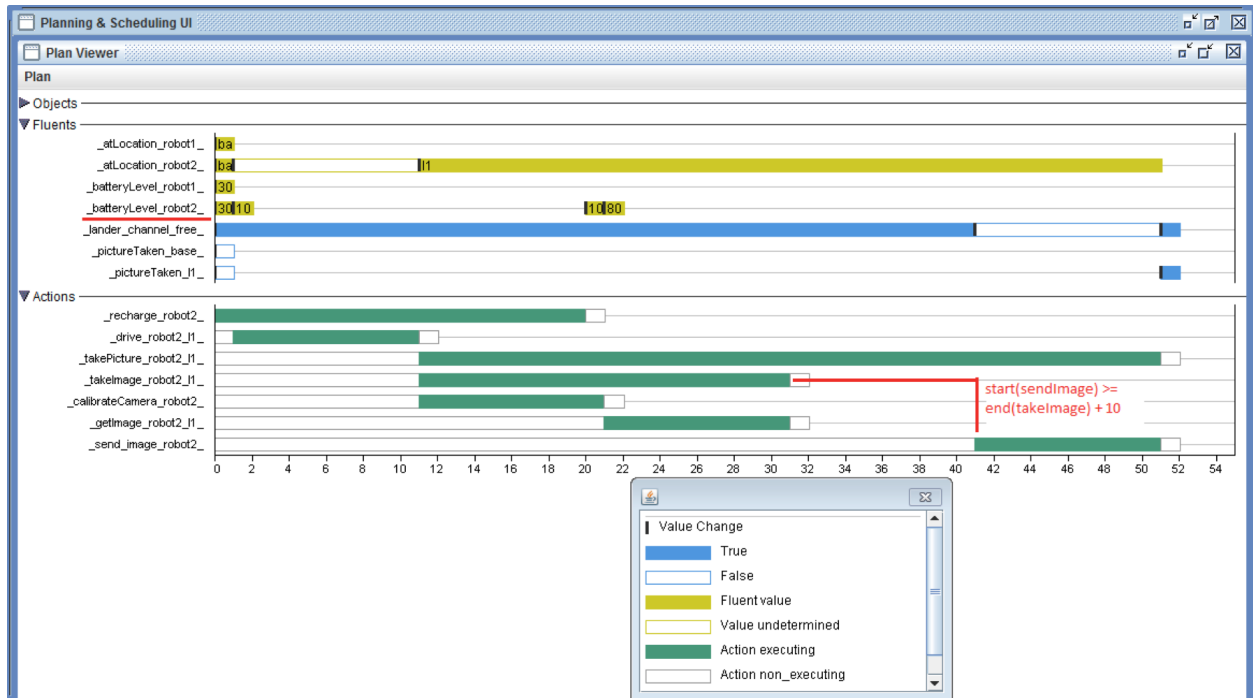 Planning & Scheduling UI
Plan Viewer
Plan
Objects
Fluents
_atLocation_robot1_ ba
_atLocation_robot2_ ba l1
_batteryLevel_robot1_ 30
_batteryLevel_robot2_ 30 10 10 80
_lander_channel_free_
_pictureTaken_base_
_pictureTaken_l1_
Actions
_recharge_robot2_
_drive_robot2_l1_
_takePicture_robot2_l1_
_takeImage_robot2_l1_
start(sendImage) >=
end(takeImage) + 10
_calibrateCamera_robot2_
_getImage_robot2_l1_
_send_image_robot2_
0 2 4 6 8 10 12 14 16 18 20 22 24 26 28 30 32 34 36 38 40 42 44 46 48 50 52 54
Value Change
True
False
Fluent value
Value undetermined
Action executing
Action non_executing